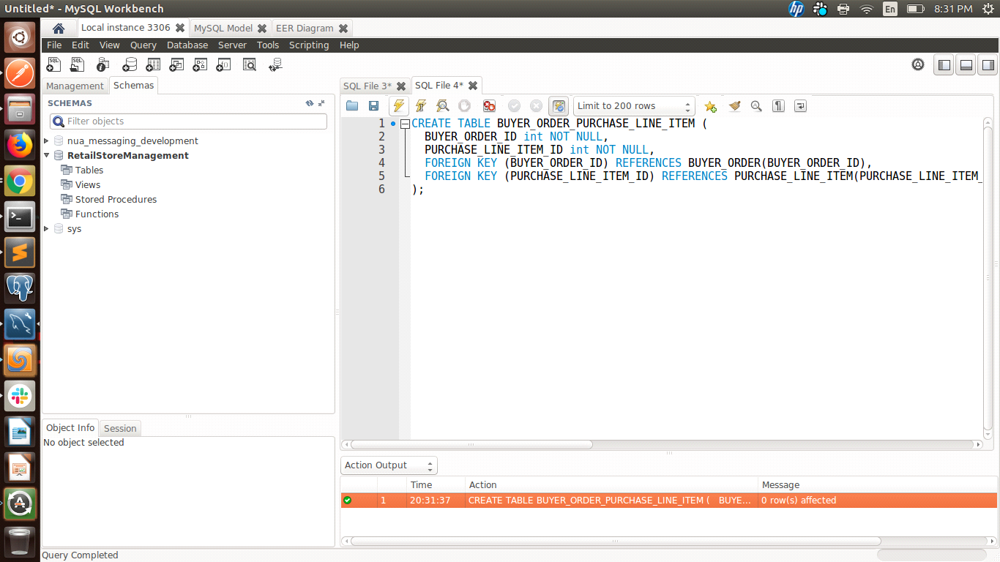 Untitled* - MySQL Workbench
En
8:31 PM
Local instance 3306
MySQL Model
EER Diagram
File Edit View Query Database Server Tools Scripting Help
Management
Schemas
SQL File 3*
SQL File 4*
SCHEMAS
Filter objects
nua_messaging_development
RetailStoreManagement
Tables
Views
Stored Procedures
Functions
sys
Limit to 200 rows
1 CREATE TABLE BUYER_ORDER_PURCHASE_LINE_ITEM (
2 BUYER_ORDER_ID int NOT NULL,
3 PURCHASE_LINE_ITEM_ID int NOT NULL,
4 FOREIGN KEY (BUYER_ORDER_ID) REFERENCES BUYER_ORDER(BUYER_ORDER_ID),
5 FOREIGN KEY (PURCHASE_LINE_ITEM_ID) REFERENCES PURCHASE_LINE_ITEM(PURCHASE_LINE_ITEM_
6 );
Object Info
Session
No object selected
Action Output
Time Action Message
1 20:31:37 CREATE TABLE BUYER_ORDER_PURCHASE_LINE_ITEM ( BUYE... 0 row(s) affected
Query Completed